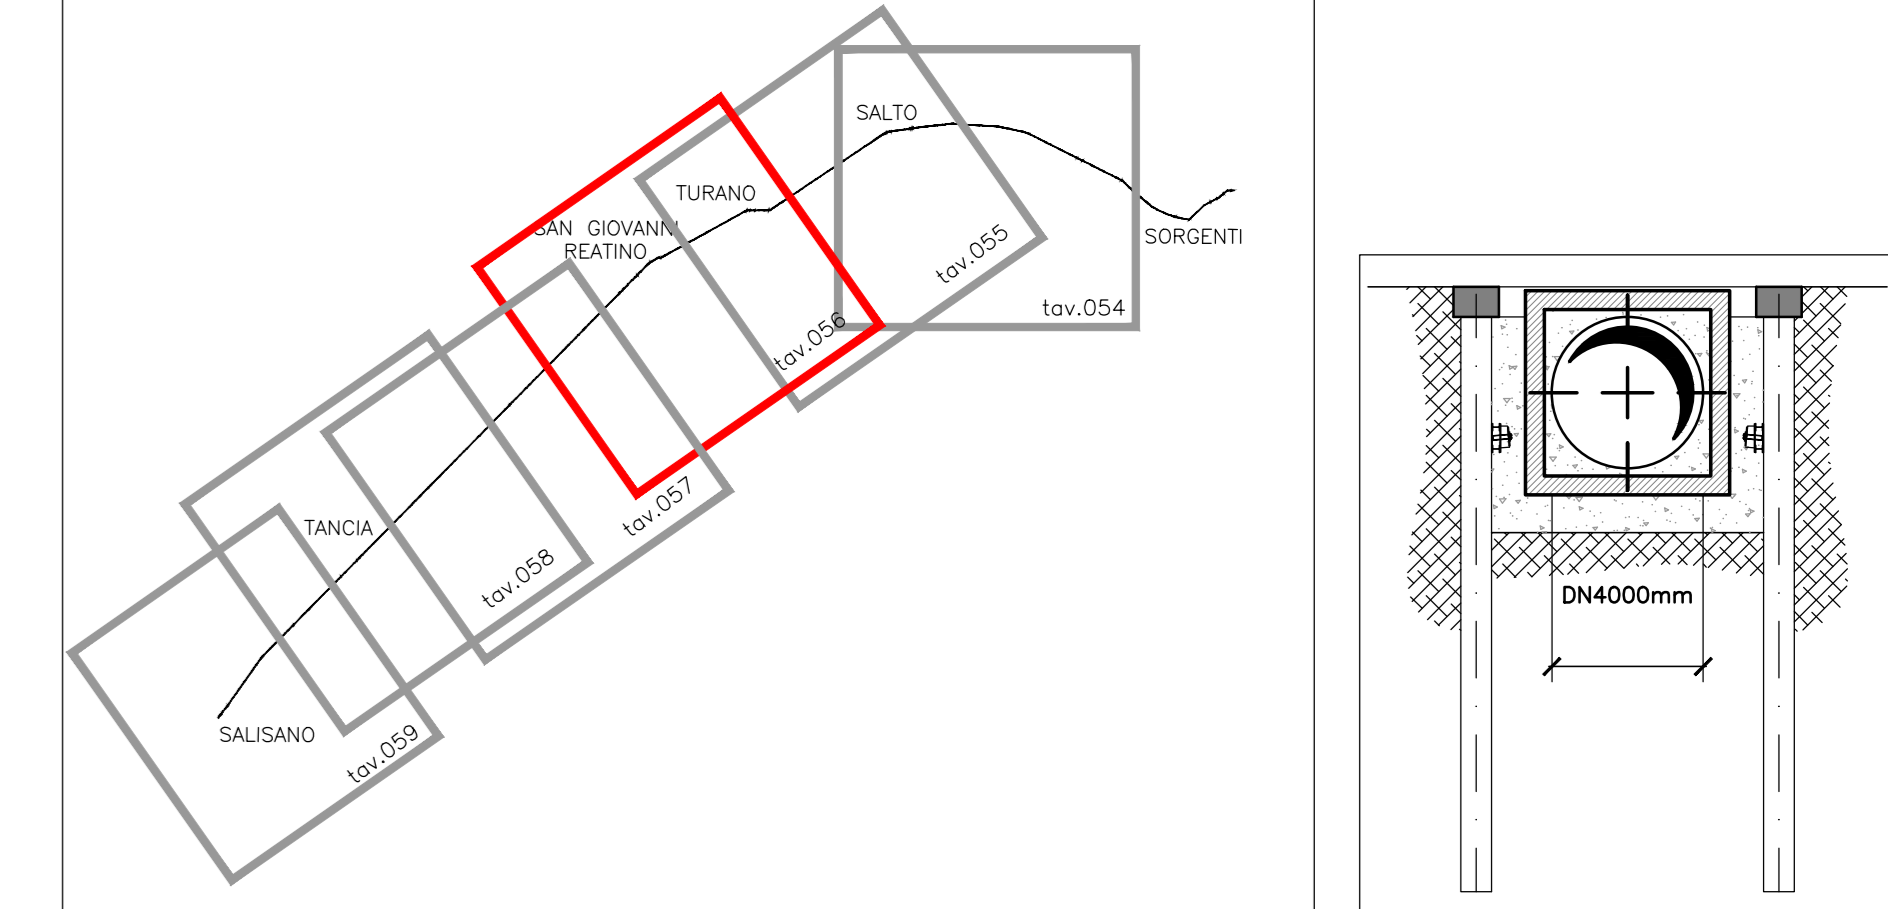 SALTO
TURANO
SAN GIOVANNI
REATINO
SORGENTI
tav.055
tav.054
tav.056
tav.057
TANCIA
tav.058
SALISANO
tav.059
DN4000mm